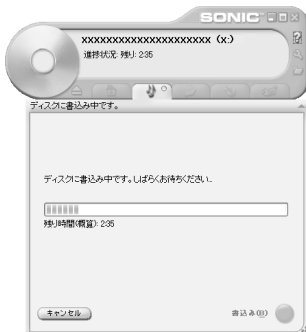 SONIC
xxxxxxxxxxxxxxxxxxxxx (x:)
進捗状況: 残り: 2:35
ディスクに書込み中です。
ディスクに書込み中です。しばらくお待ちください...
残り時間(概算): 2:35
キャンセル
書込み(B)